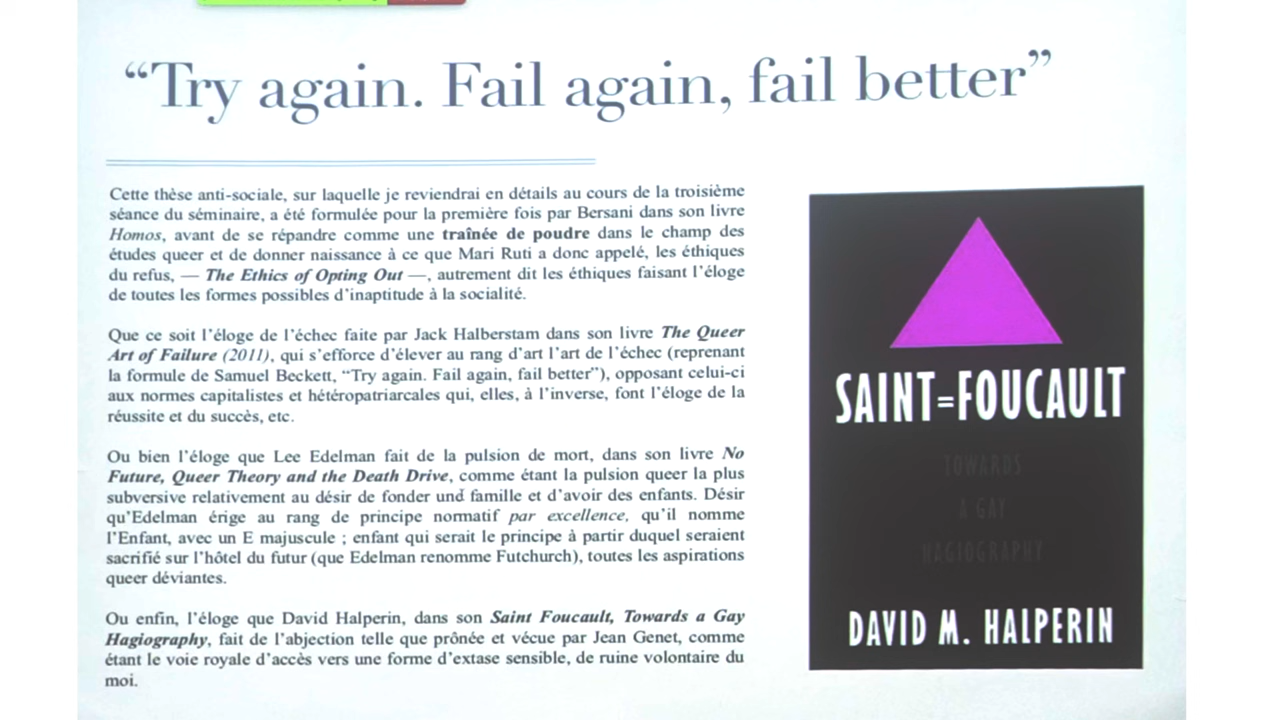 “Try again. Fail again, fail better”
Cette thèse anti-sociale, sur laquelle je reviendrai en détails au cours de la troisième
séance du séminaire, a été formulée pour la première fois par Bersani dans son livre
Homos, avant de se répandre comme une traînée de poudre dans le champ des
études queer et de donner naissance à ce que Mari Ruti a donc appelé, les éthiques
du refus, — The Ethics of Opting Out —, autrement dit les éthiques faisant l’éloge
de toutes les formes possibles d’inaptitude à la socialité.
Que ce soit l’éloge de l’échec faite par Jack Halberstam dans son livre The Queer
Art of Failure (2011), qui s’efforce d’élever au rang d’art l’art de l’échec (reprenant
la formule de Samuel Beckett, “Try again. Fail again, fail better”), opposant celui-ci
aux normes capitalistes et hétéropatriarcales qui, elles, à l’inverse, font l’éloge de la
réussite et du succès, etc.
Ou bien l’éloge que Lee Edelman fait de la pulsion de mort, dans son livre No
Future, Queer Theory and the Death Drive, comme étant la pulsion queer la plus
subversive relativement au désir de fonder und famille et d’avoir des enfants. Désir
qu’Edelman érige au rang de principe normatif par excellence, qu’il nomme
l’Enfant, avec un E majuscule ; enfant qui serait le principe à partir duquel seraient
sacrifié sur l’hôtel du futur (que Edelman renomme Futchurch), toutes les aspirations
queer déviantes.
Ou enfin, l’éloge que David Halperin, dans son Saint Foucault, Towards a Gay
Hagiography, fait de l’abjection telle que prônée et vécue par Jean Genet, comme
étant le voie royale d’accès vers une forme d’extase sensible, de ruine volontaire du
moi.
SAINT=FOUCAULT
TOWARDS
A GAY
HAGIOGRAPHY
DAVID M. HALPERIN